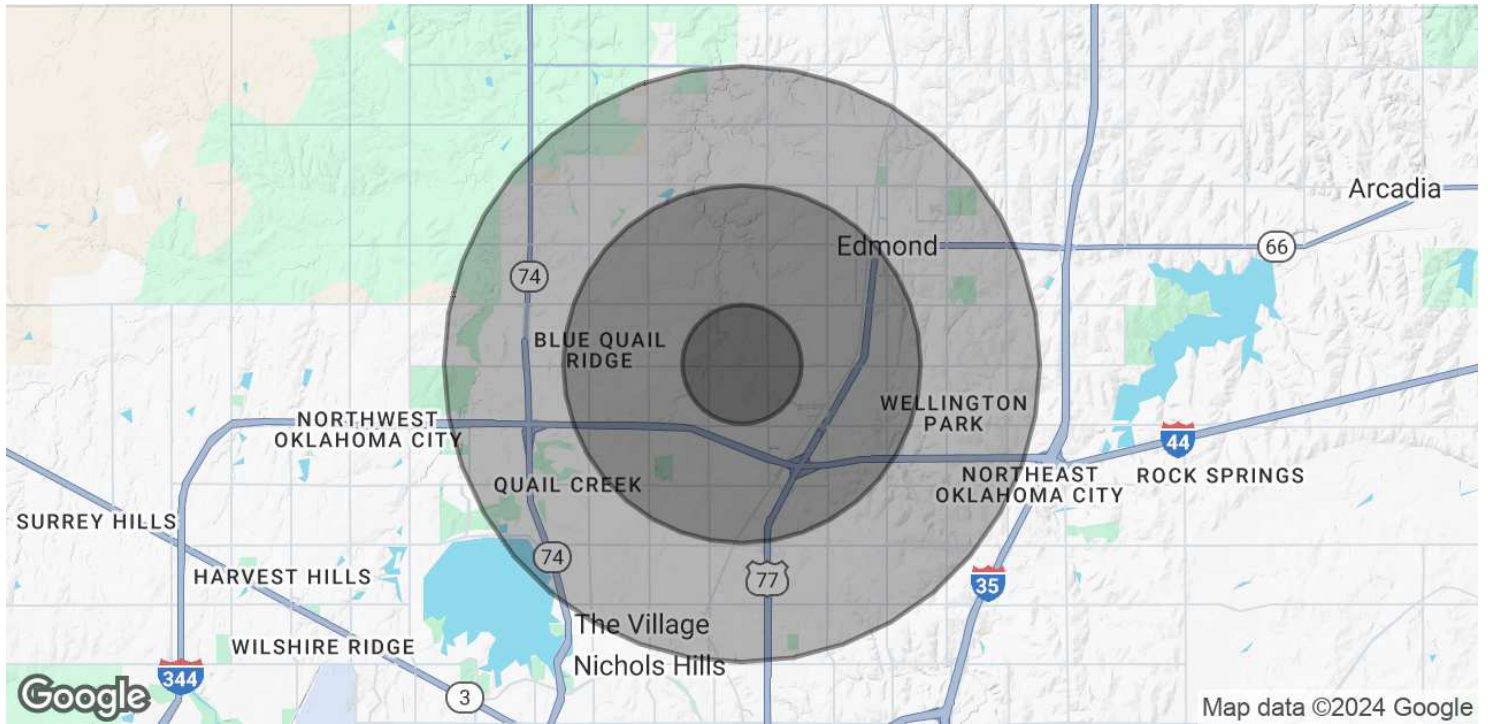 Arcadia
Edmond
66
74
BLUE QUAIL
RIDGE
WELLINGTON
PARK
NORTHWEST
OKLAHOMA CITY
44
QUAIL CREEK
NORTHEAST
OKLAHOMA CITY
ROCK SPRINGS
SURREY HILLS
74
HARVEST HILLS
77
35
The Village
WILSHIRE RIDGE
Nichols Hills
344
3
Google
Map data ©2024 Google